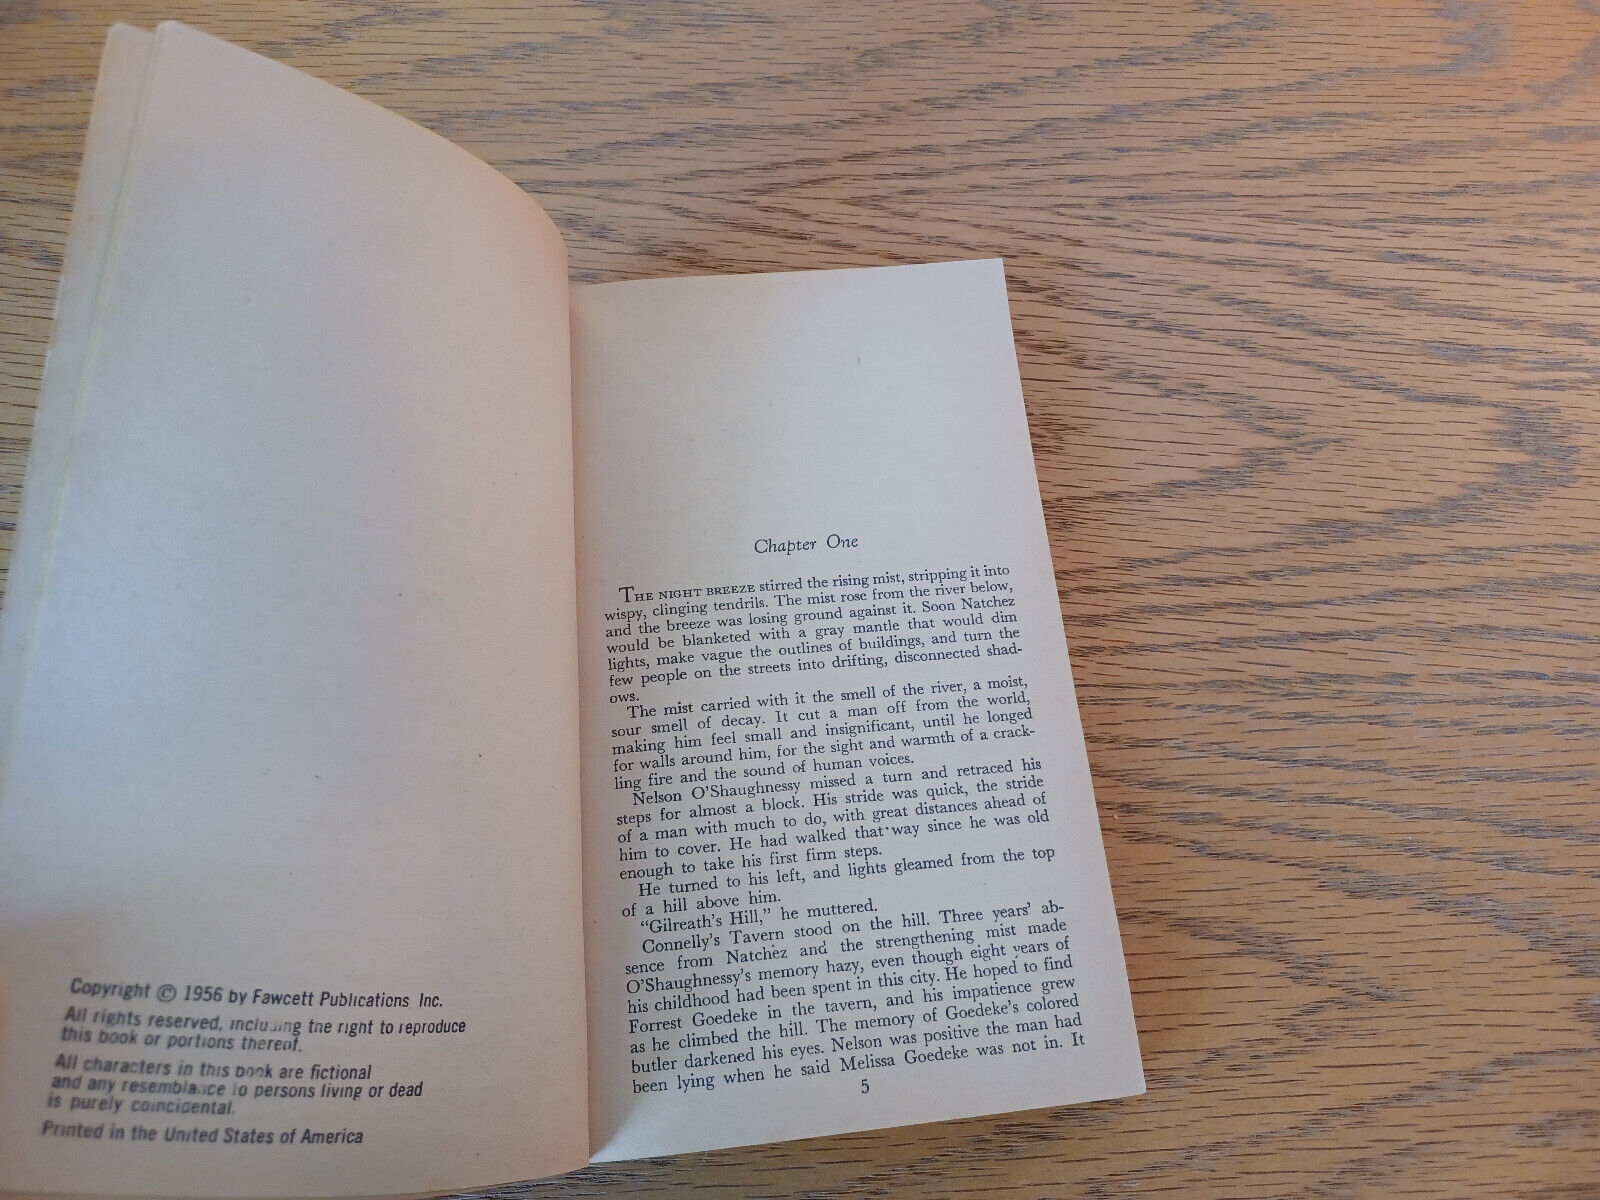 Copyright © 1956 by Fawcett Publications Inc.
All rights reserved, including the right to reproduce
this book or portions thereof.
All characters in this book are fictional
and any resemblance to persons living or dead
is purely coincidental.
Printed in the United States of America
Chapter One
THE NIGHT BREEZE stirred the rising mist, stripping it into
wispy, clinging tendrils. The mist rose from the river below,
and the breeze was losing ground against it. Soon Natchez
would be blanketed with a gray mantle that would dim
lights, make vague the outlines of buildings, and turn the
few people on the streets into drifting, disconnected shad-
ows.
The mist carried with it the smell of the river, a moist,
sour smell of decay. It cut a man off from the world,
making him feel small and insignificant, until he longed
for walls around him, for the sight and warmth of a crack-
ling fire and the sound of human voices.
Nelson O'Shaughnessy missed a turn and retraced his
steps for almost a block. His stride was quick, the stride
of a man with much to do, with great distances ahead of
him to cover. He had walked that way since he was old
enough to take his first firm steps.
He turned to his left, and lights gleamed from the top
of a hill above him.
"Gilreath's Hill," he muttered.
Connelly's Tavern stood on the hill. Three years' ab-
sence from Natchez and the strengthening mist made
O'Shaughnessy's memory hazy, even though eight years of
his childhood had been spent in this city. He hoped to find
Forrest Goedeke in the tavern, and his impatience grew
as he climbed the hill. The memory of Goedeke's colored
butler darkened his eyes. Nelson was positive the man had
been lying when he said Melissa Goedeke was not in. It
5